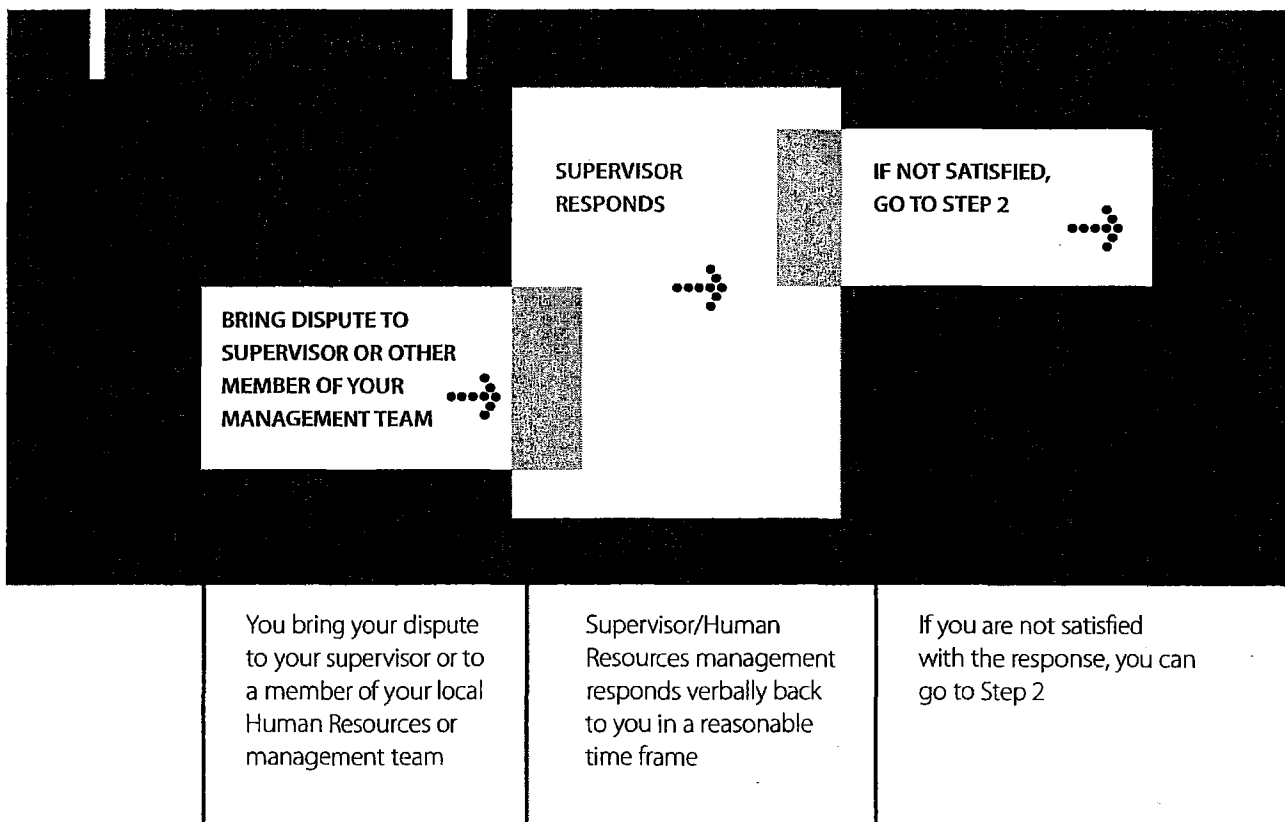 BRING DISPUTE TO
SUPERVISOR OR OTHER
MEMBER OF YOUR
MANAGEMENT TEAM
SUPERVISOR
RESPONDS
IF NOT SATISFIED,
GO TO STEP 2
You bring your dispute
to your supervisor or to
a member of your local
Human Resources or
management team
Supervisor/Human
Resources management
responds verbally back
to you in a reasonable
time frame
If you are not satisfied
with the response, you can
go to Step 2